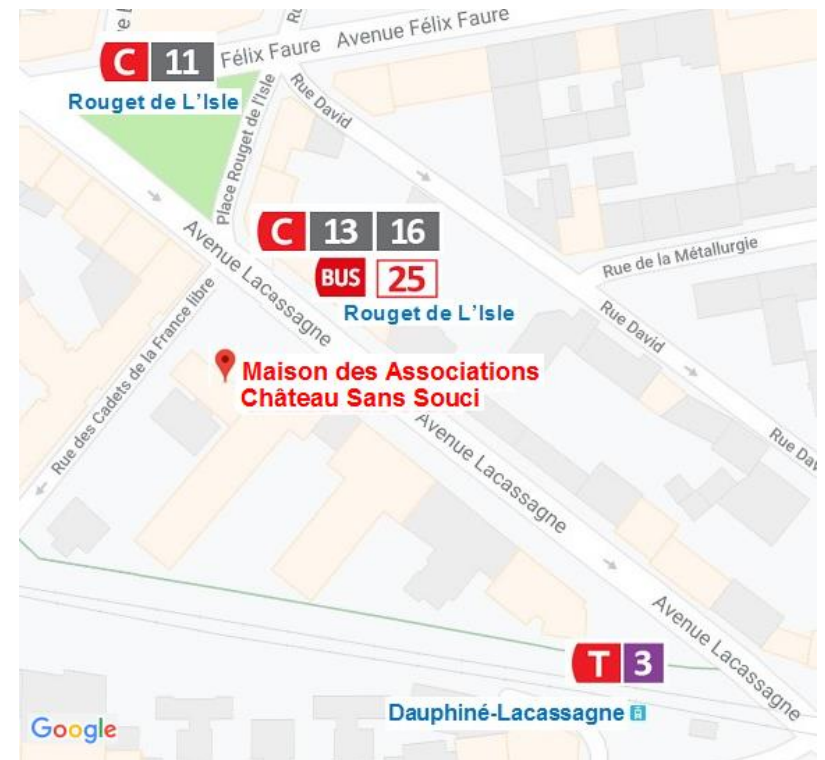 Félix Faure Avenue Félix Faure
C 11
Rouget de L'Isle
Place Rouget de l'Isle
Rue David
C 13 16
BUS 25
Rouget de L'Isle
Avenue Lacassagne
Rue de la Métallurgie
Rue David
Rue des Cadets de la France libre
Maison des Associations
Château Sans Souci
Avenue Lacassagne
Rue Dav
Avenue Lacassagne
T 3
Dauphiné-Lacassagne
Google